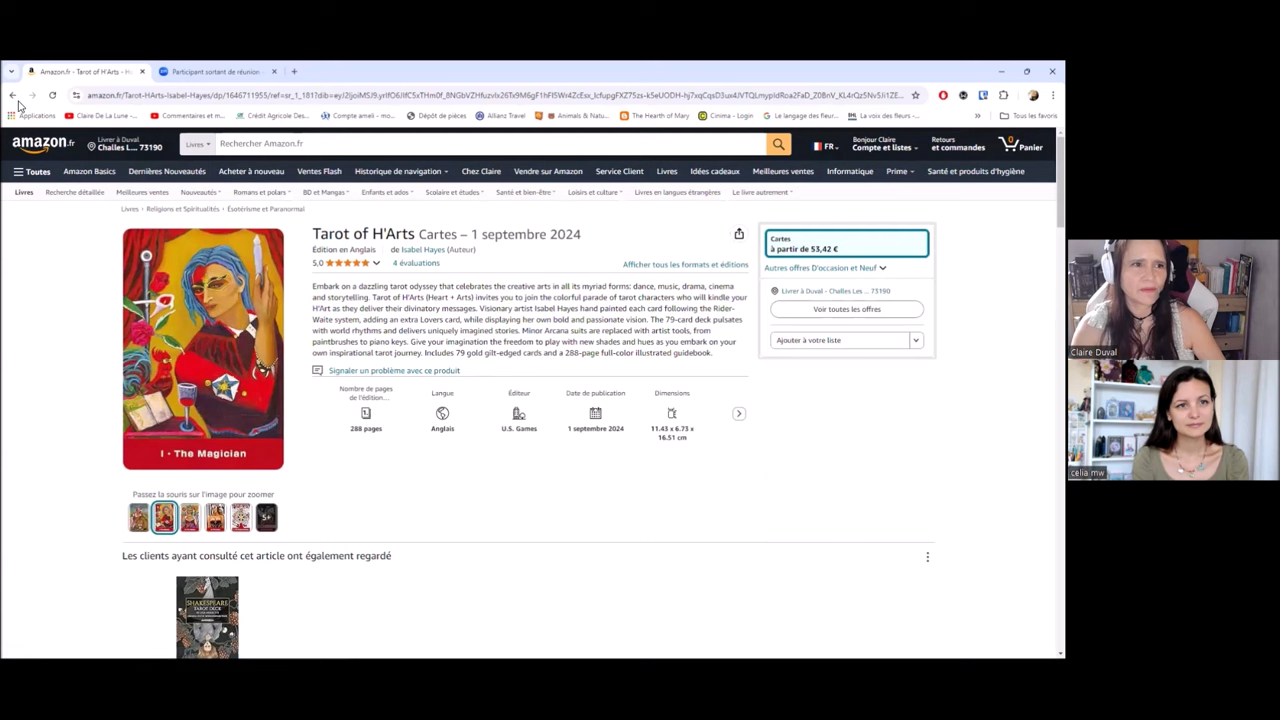 Amazon.fr - Tarot of H'Arts - H
Participant sortant de réunion
amazon.fr/Tarot-HArts-Isabel-Hayes/dp/1646711955/
Applications
Claire De La Lune -...
Commentaires et m...
Crédit Agricole Des...
Compte ameli - mo...
Dépôt de pièces
Allianz Travel
Animals & Natu...
The Hearth of Mary
Cinima - Login
Le langage des fleur...
La voix des fleurs -...
Tous les favoris
amazon.fr
Livrer à Duval
Challes L... 73190
Livres
Rechercher Amazon.fr
FR
Bonjour Claire
Compte et listes
Retours
et commandes
0
Panier
Toutes
Amazon Basics
Dernières Nouveautés
Acheter à nouveau
Ventes Flash
Historique de navigation
Chez Claire
Vendre sur Amazon
Service Client
Livres
Idées cadeaux
Meilleures ventes
Informatique
Prime
Santé et produits d'hygiène
Livres
Recherche détaillée
Meilleures ventes
Nouveautés
Romans et polars
BD et Mangas
Enfants et ados
Scolaire et études
Santé et bien-être
Loisirs et culture
Livres en langues étrangères
Le livre autrement
Livres › Religions et Spiritualités › Ésotérisme et Paranormal
Tarot of H'Arts Cartes – 1 septembre 2024
Édition en Anglais de Isabel Hayes (Auteur)
5,0
4 évaluations
Afficher tous les formats et éditions
Embark on a dazzling tarot odyssey that celebrates the creative arts in all its myriad forms: dance, music, drama, cinema
and storytelling. Tarot of H'Arts (Heart + Arts) invites you to join the colorful parade of tarot characters who will kindle your
H'Art as they deliver their divinatory messages. Visionary artist Isabel Hayes hand painted each card following the Rider-
Waite system, adding an extra Lovers card, while displaying her own bold and passionate vision. The 79-card deck pulsates
with world rhythms and delivers uniquely imagined stories. Minor Arcana suits are replaced with artist tools, from
paintbrushes to piano keys. Give your imagination the freedom to play with new shades and hues as you embark on your
own inspirational tarot journey. Includes 79 gold gilt-edged cards and a 288-page full-color illustrated guidebook.
Signaler un problème avec ce produit
Nombre de pages
de l'édition...
288 pages
Langue
Anglais
Éditeur
U.S. Games
Date de publication
1 septembre 2024
Dimensions
11.43 x 6.73 x
16.51 cm
Cartes
à partir de 53,42 €
Autres offres D'occasion et Neuf
Livrer à Duval - Challes Les ... 73190
Voir toutes les offres
Ajouter à votre liste
I - The Magician
Passez la souris sur l'image pour zoomer
5+
Les clients ayant consulté cet article ont également regardé
SHAKESPEARE
TAROT DECK
Claire Duval
celia mw